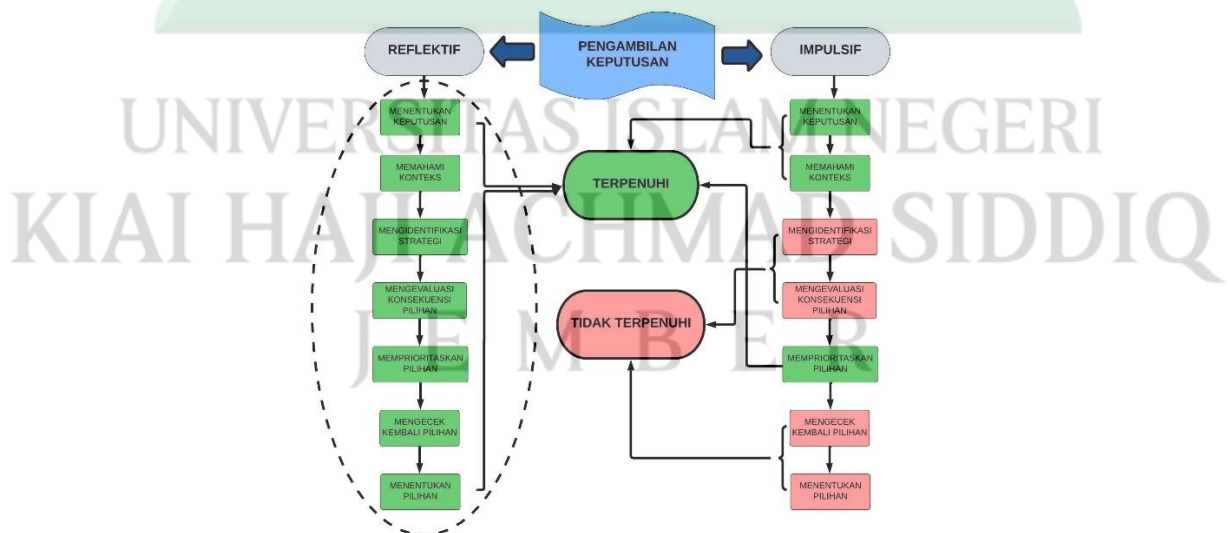 PENGAMBILAN
KEPUTUSAN
REFLEKTIF
IMPULSIF
MENENTUKAN
KEPUTUSAN
MEMAHAMI
KONTEKS
MENGIDENTIFIKASI
STRATEGI
MENGEVALUASI
KONSEKUENSI
PILIHAN
MEMPRIORITASKAN
PILIHAN
MENGECEK
KEMBALI PILIHAN
MENENTUKAN
PILIHAN
TERPENUHI
TIDAK TERPENUHI
MENENTUKAN
KEPUTUSAN
MEMAHAMI
KONTEKS
MENGIDENTIFIKASI
STRATEGI
MENGEVALUASI
KONSEKUENSI
PILIHAN
MEMPRIORITASKAN
PILIHAN
MENGECEK
KEMBALI PILIHAN
MENENTUKAN
PILIHAN
UNIVERSITAS ISLAM NEGERI
KIAI HAJI ACHMAD SIDDIQ
JEMBER